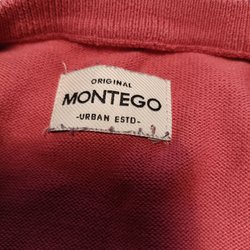 ORIGINAL
MONTEGO
-URBAN ESTD-